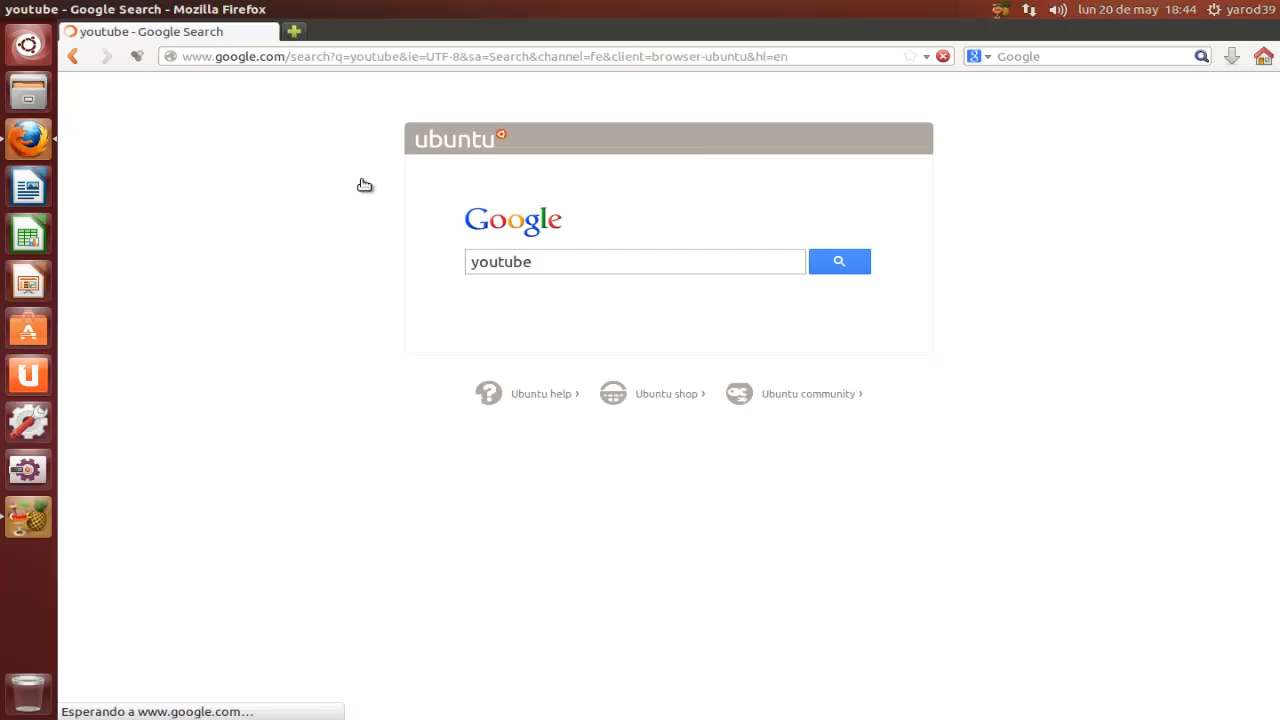 youtube - Google Search - Mozilla Firefox
lun 20 de may 18:44 yarod39
youtube - Google Search
www.google.com/search?q=youtube&ie=UTF-8&sa=Search&channel=fe&client=browser-ubuntu&hl=en
Google
ubuntu
Google
youtube
Ubuntu help › Ubuntu shop › Ubuntu community ›
Esperando a www.google.com…